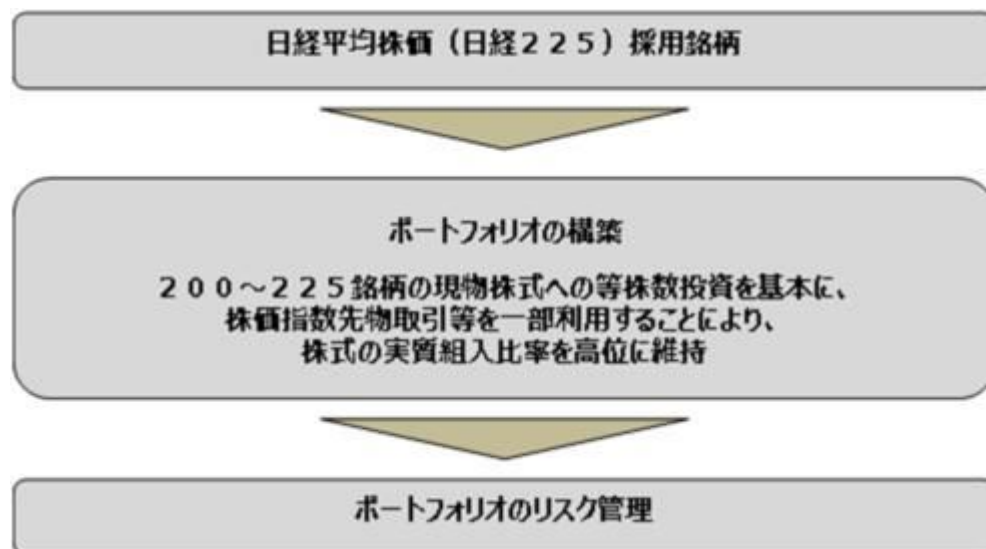 日経平均株価（日経２２５）採用銘柄
ポートフォリオの構築
２００～２２５銘柄の現物株式への等株数投資を基本に、
株価指数先物取引等を一部利用することにより、
株式の実質組入比率を高位に維持
ポートフォリオのリスク管理